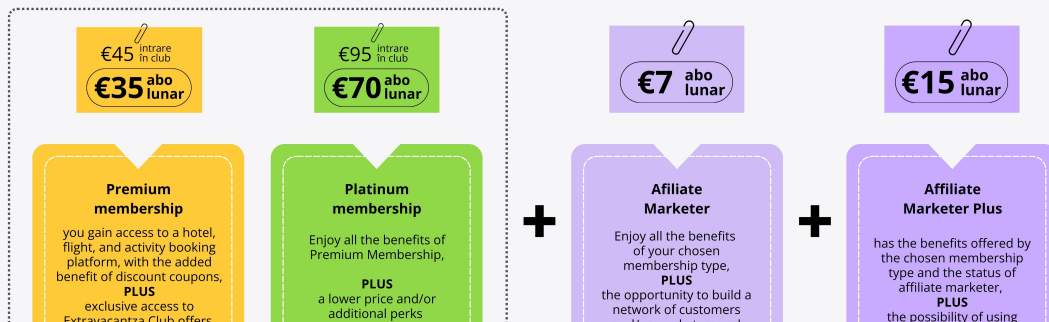 €45 intrare
în club
€35 abo
lunar
€95 intrare
în club
€70 abo
lunar
€7 abo
lunar
€15 abo
lunar
Premium
membership
you gain access to a hotel,
flight, and activity booking
platform, with the added
benefit of discount coupons,
PLUS
exclusive access to
Extravacantza Club offers
Platinum
membership
Enjoy all the benefits of
Premium Membership,
PLUS
a lower price and/or
additional perks
+
Afiliate
Marketer
Enjoy all the benefits
of your chosen
membership type,
PLUS
the opportunity to build a
network of customers
+
Affiliate
Marketer Plus
has the benefits offered by
the chosen membership
type and the status of
affiliate marketer,
PLUS
the possibility of using